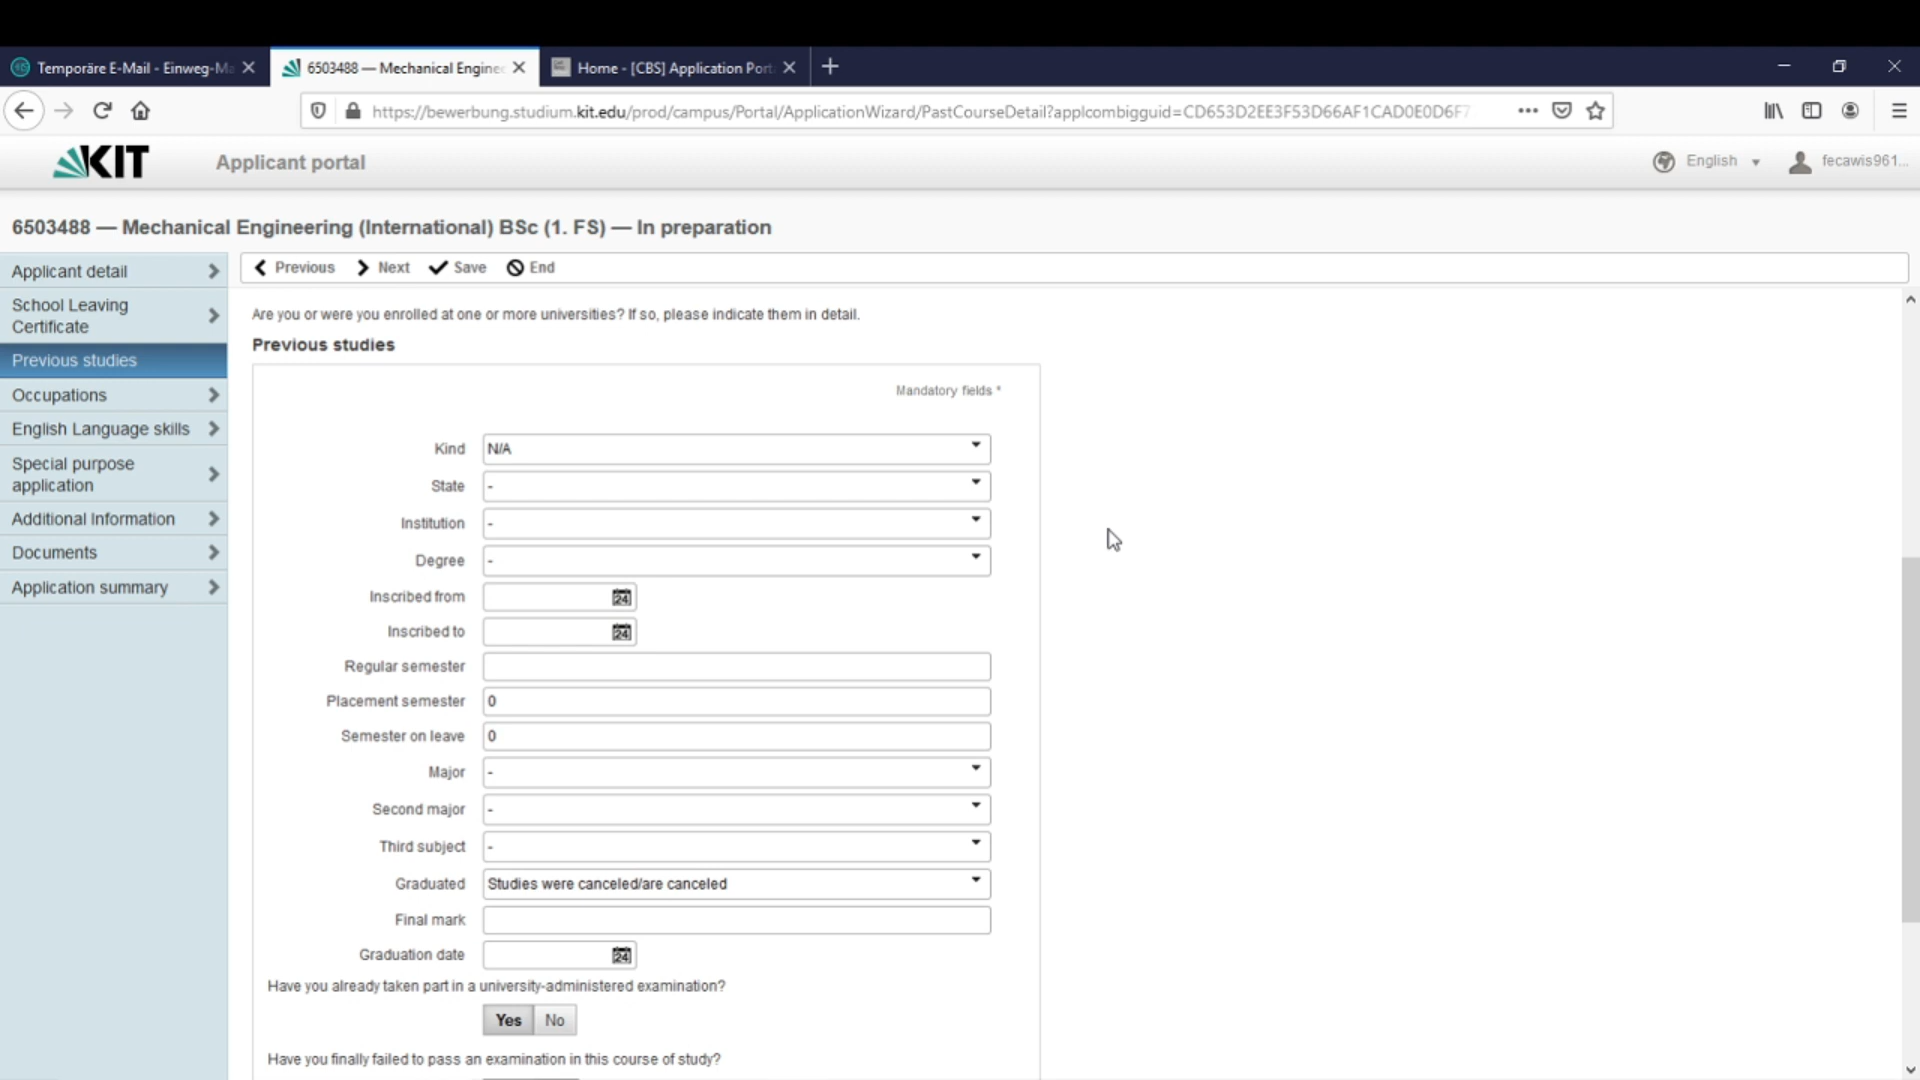 Temporäre E-Mail - Einweg-Ma
6503488 — Mechanical Enginee
Home - [CBS] Application Port
https://bewerbung.studium.kit.edu/prod/campus/Portal/ApplicationWizard/PastCourseDetail?applcombigguid=CD653D2EE3F53D66AF1CAD0E0D6F7
KIT
Applicant portal
English
fecawis961...
6503488 — Mechanical Engineering (International) BSc (1. FS) — In preparation
Applicant detail
School Leaving
Certificate
Previous studies
Occupations
English Language skills
Special purpose
application
Additional Information
Documents
Application summary
Previous Next Save End
Are you or were you enrolled at one or more universities? If so, please indicate them in detail.
Previous studies
Mandatory fields *
Kind N/A
State -
Institution -
Degree -
Inscribed from 24
Inscribed to 24
Regular semester
Placement semester 0
Semester on leave 0
Major -
Second major -
Third subject -
Graduated Studies were canceled/are canceled
Final mark
Graduation date 24
Have you already taken part in a university-administered examination?
Yes No
Have you finally failed to pass an examination in this course of study?